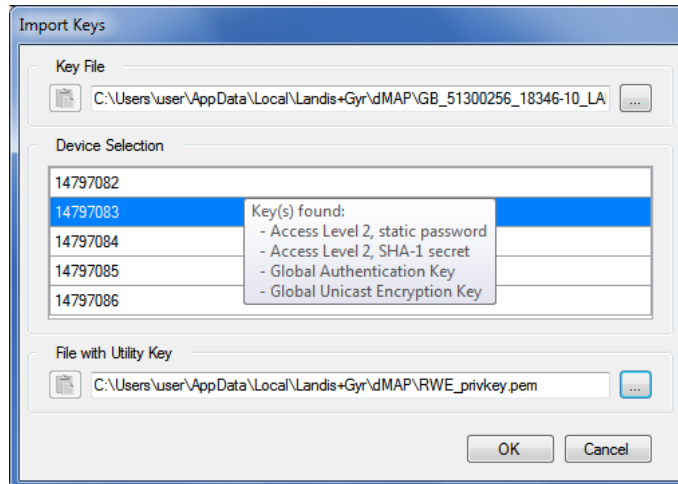 Import Keys
Key File
C:\Users\user\AppData\Local\Landis+Gyr\dMAP\GB_51300256_18346-10_LA
...
Device Selection
14797082
14797083
14797084
14797085
14797086
Key(s) found:
- Access Level 2, static password
- Access Level 2, SHA-1 secret
- Global Authentication Key
- Global Unicast Encryption Key
File with Utility Key
C:\Users\user\AppData\Local\Landis+Gyr\dMAP\RWE_privkey.pem
...
OK
Cancel